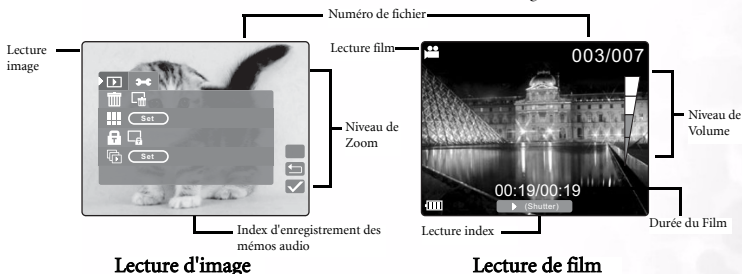 Numéro de fichier
Lecture
image
Lecture film
003/007
Set
Set
Niveau de
Zoom
Niveau de
Volume
00:19/00:19
(Shutter)
Durée du Film
Index d'enregistrement des
mémos audio
Lecture index
Lecture d'image
Lecture de film